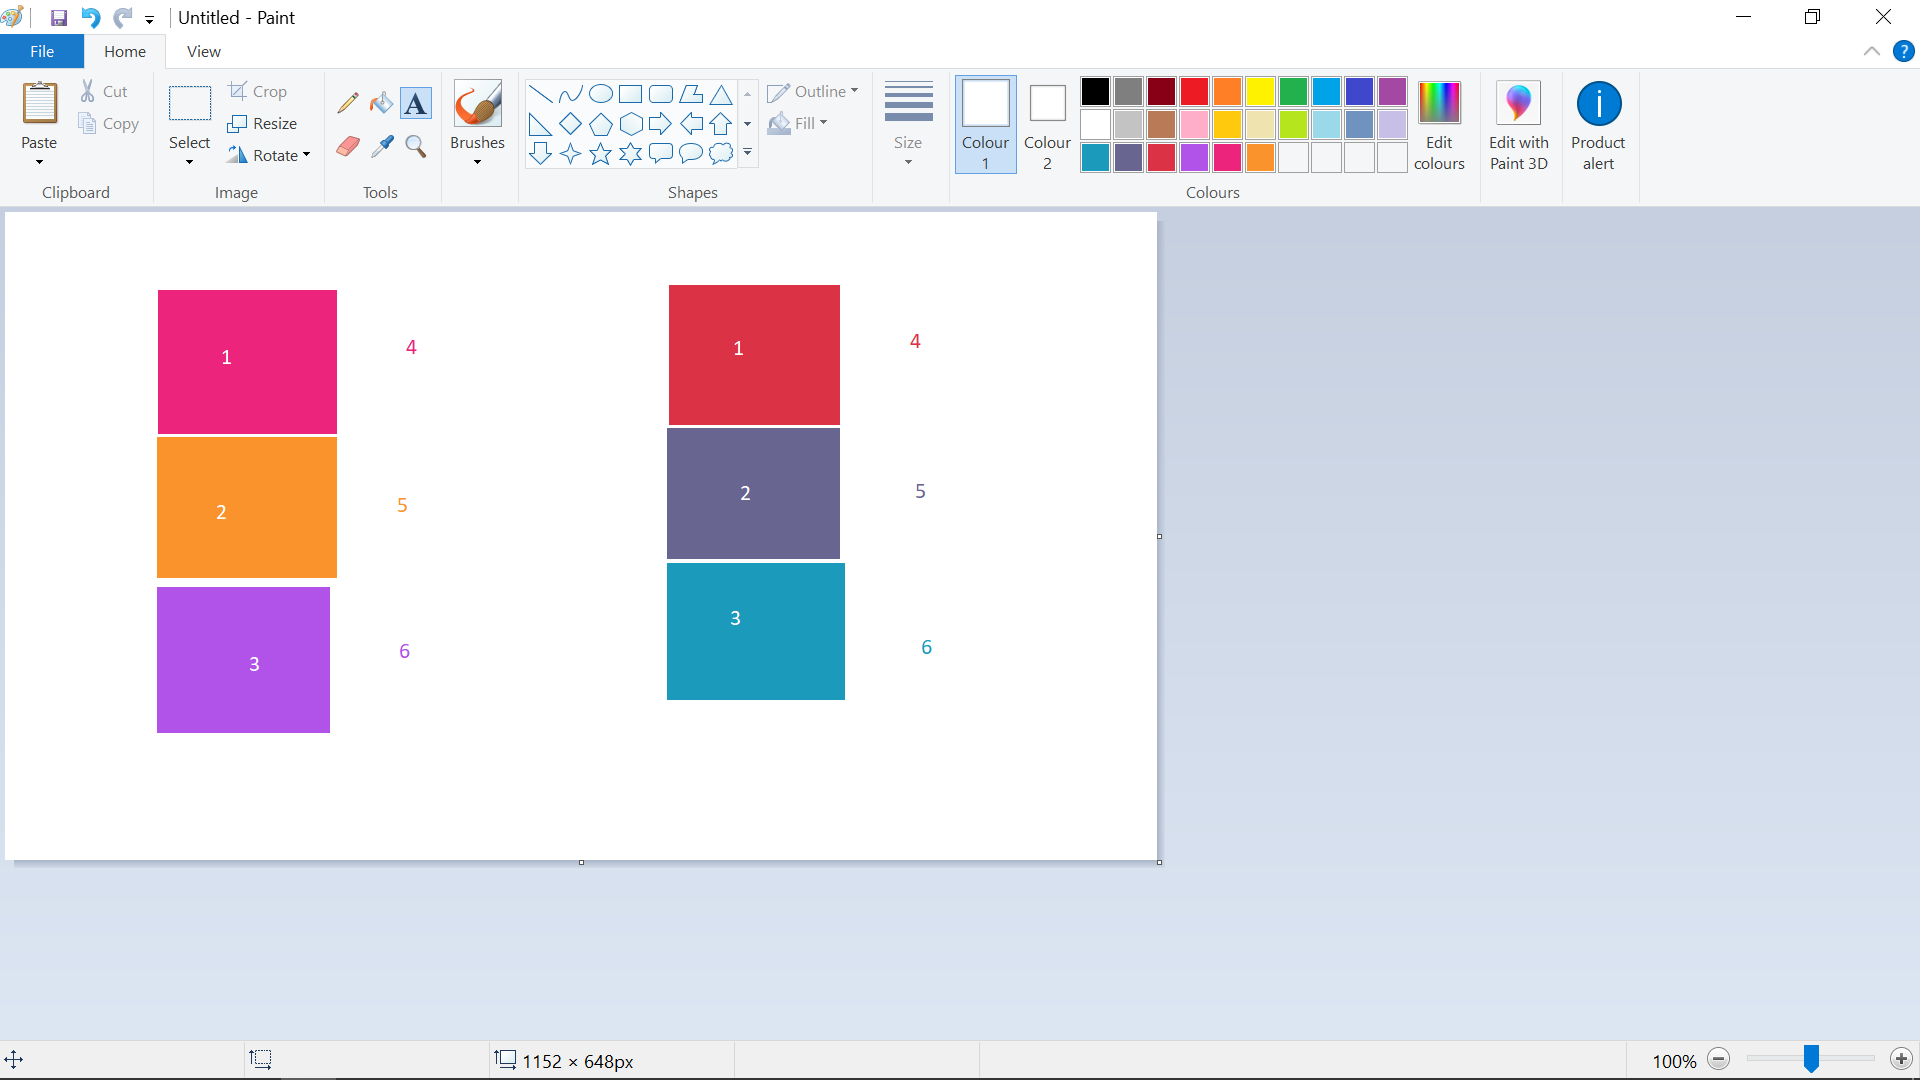 Untitled - Paint
File Home View
Paste
Cut
Copy
Clipboard
Select
Crop
Resize
Rotate
Image
A
Tools
Brushes
Shapes
Outline
Fill
Size
Colour 1
Colour 2
Edit colours
Colours
Edit with Paint 3D
Product alert
1 4
2 5
3 6
1 4
2 5
3 6
1152 × 648px
100%